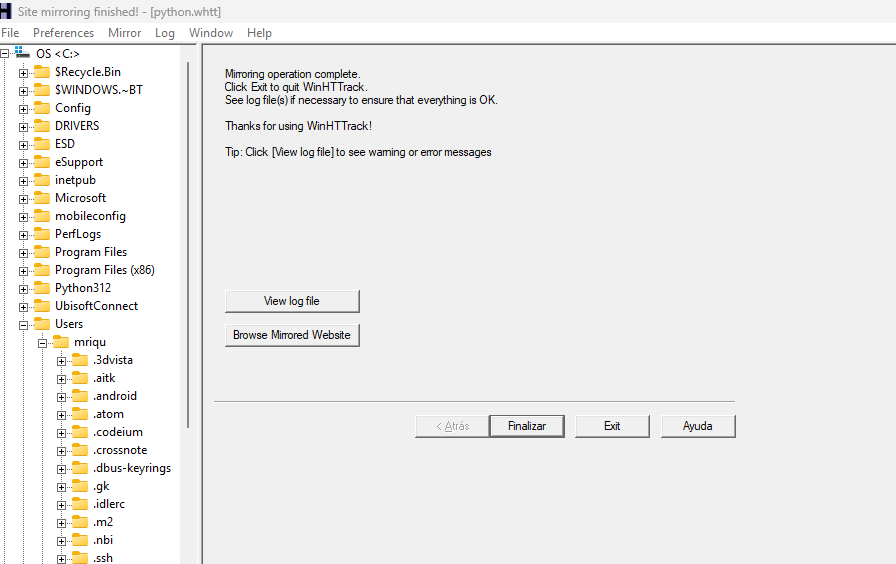 Site mirroring finished! - [python.whtt]
File Preferences Mirror Log Window Help
OS <C:>
$Recycle.Bin
$WINDOWS.~BT
Config
DRIVERS
ESD
eSupport
inetpub
Microsoft
mobileconfig
PerfLogs
Program Files
Program Files (x86)
Python312
UbisoftConnect
Users
mriqu
.3dvista
.aitk
.android
.atom
.codeium
.crossnote
.dbus-keyrings
.gk
.idlerc
.m2
.nbi
.ssh
Mirroring operation complete.
Click Exit to quit WinHTTrack.
See log file(s) if necessary to ensure that everything is OK.
Thanks for using WinHTTrack!
Tip: Click [View log file] to see warning or error messages
View log file
Browse Mirrored Website
< Atrás Finalizar Exit Ayuda